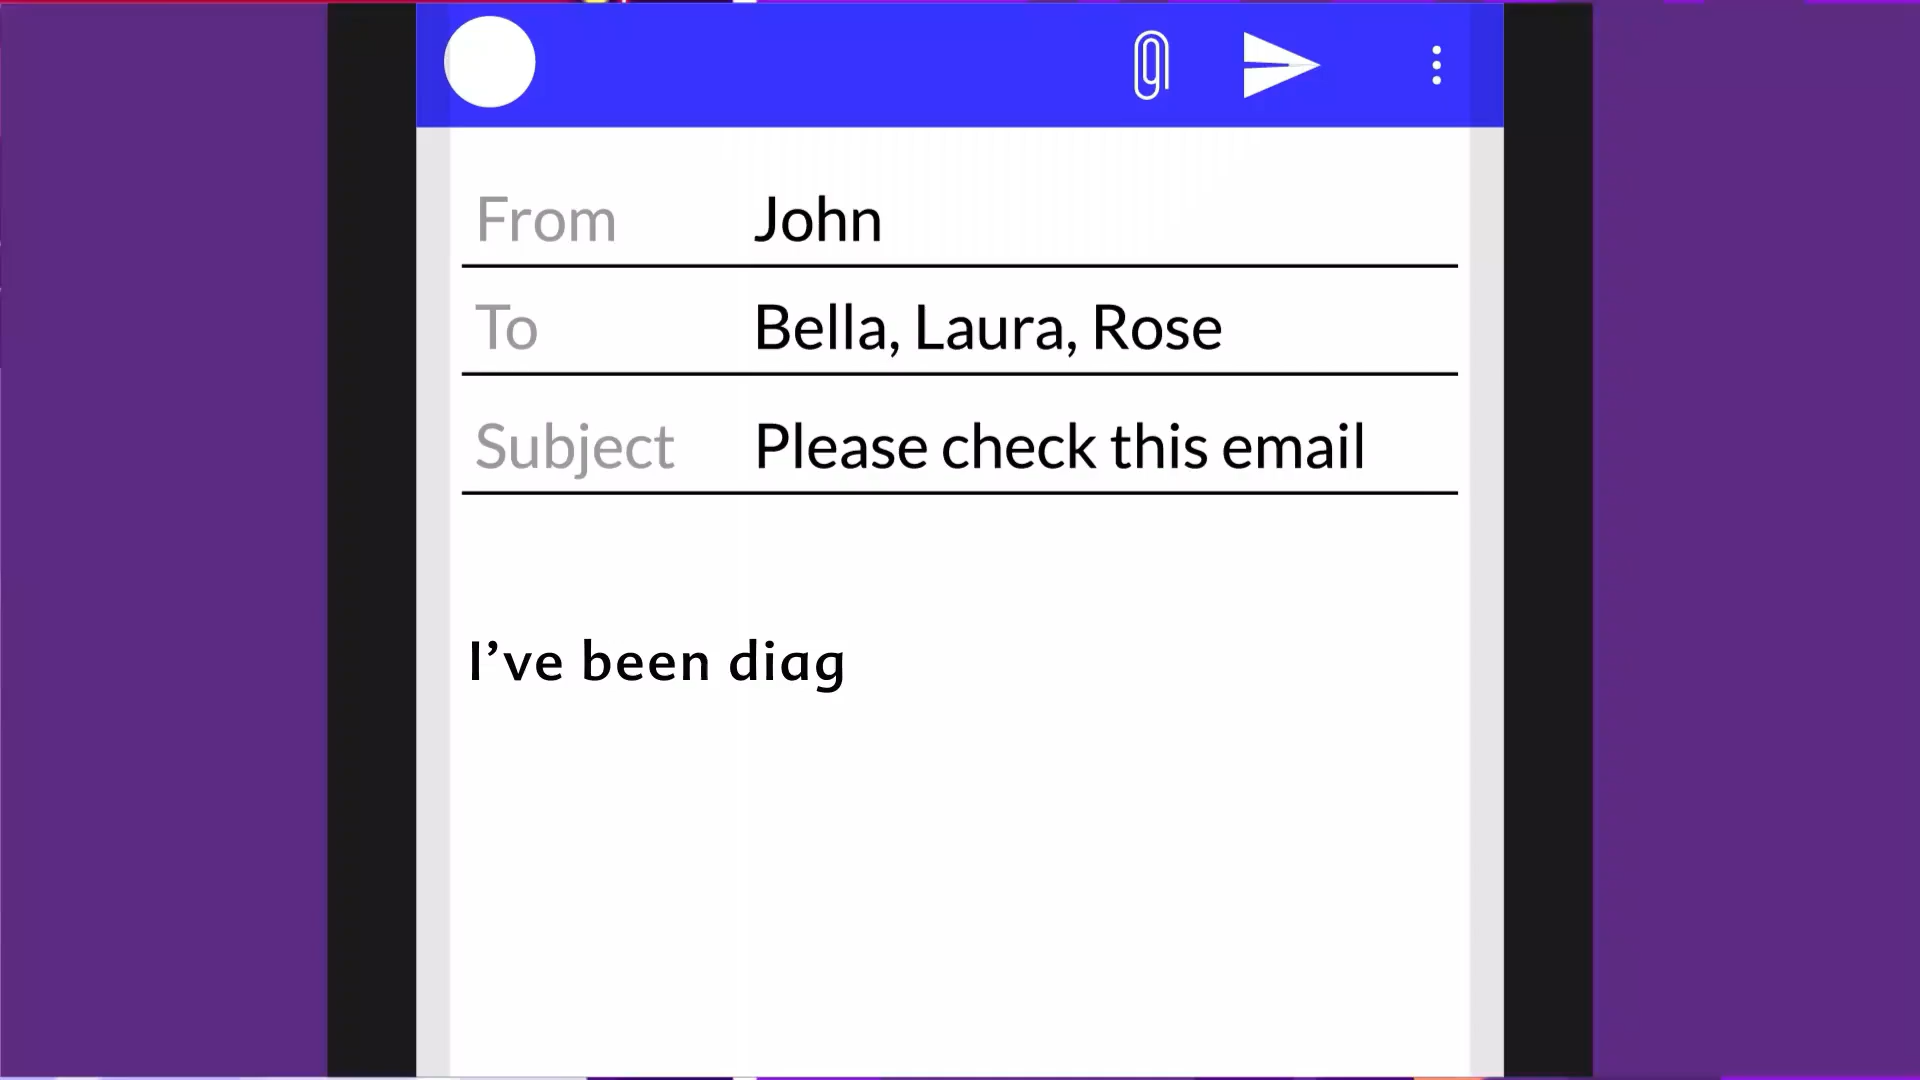 From John
To Bella, Laura, Rose
Subject Please check this email
I’ve been diag